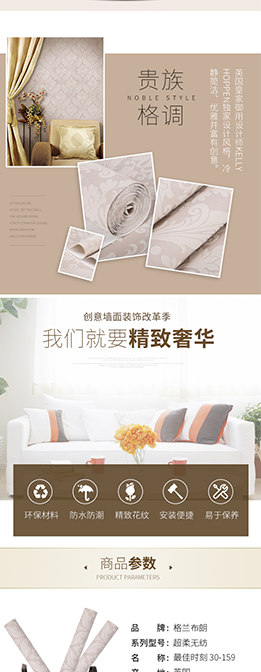 贵族
NOBLE STYLE
格调
英国皇家御用设计师KELLY
HOPPEN独家设计风格，冷
静简洁、优雅并富有创意。
创意墙面装饰改革季
我们就要精致奢华
环保材料 防水防潮 精致花纹 安装便捷 易于保养
商品参数
PRODUCT PARAMETERS
品 牌：格兰布朗
系列型号：超柔无纺
名 称：最佳时刻 30-159